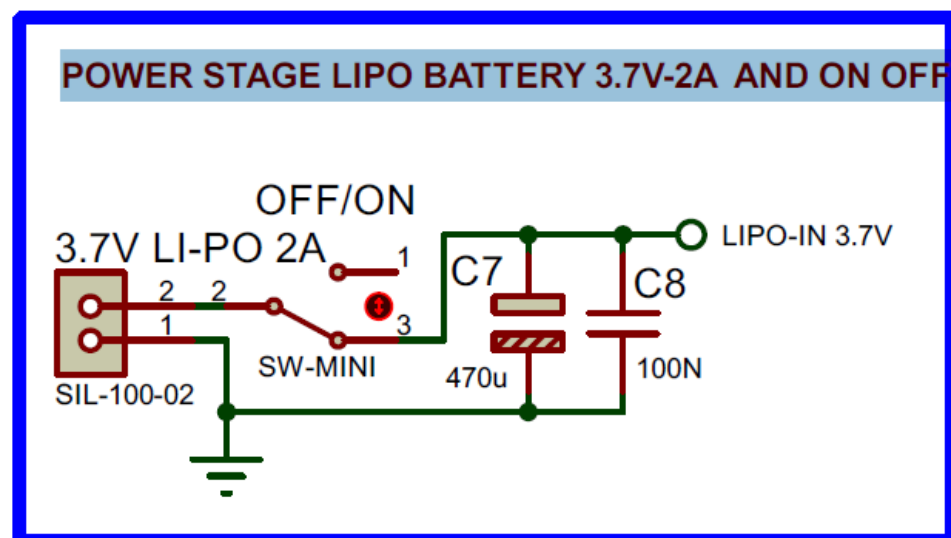 POWER STAGE LIPO BATTERY 3.7V-2A AND ON OFF
OFF/ON
3.7V LI-PO 2A
1
C7
C8
LIPO-IN 3.7V
2
2
1
3
SW-MINI
470u
100N
SIL-100-02